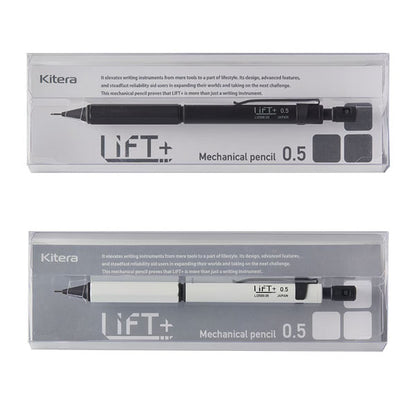 Kitera
It elevates writing instruments from mere tools to a part of lifestyle. Its design, advanced features,
and steadfast reliability aid users in expanding their worlds and taking on the next challenge.
This mechanical pencil proves that LIFT+ is more than just a writing instrument.
LiFT+ 0.5
JAPAN
LiFT+
Mechanical pencil 0.5
Kitera
It elevates writing instruments from mere tools to a part of lifestyle. Its design, advanced features,
and steadfast reliability aid users in expanding their worlds and taking on the next challenge.
This mechanical pencil proves that LIFT+ is more than just a writing instrument.
LiFT+ 0.5
JAPAN
LiFT+
Mechanical pencil 0.5